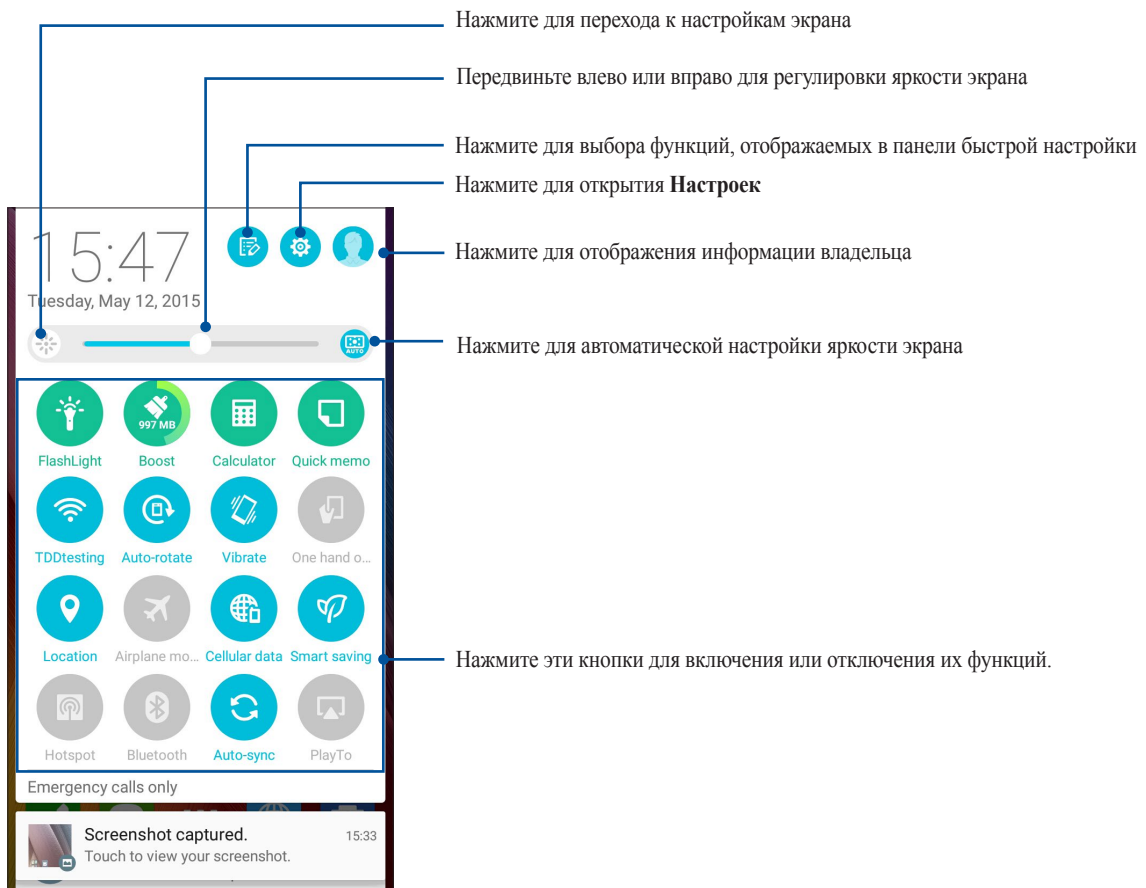 Нажмите для перехода к настройкам экрана
Передвиньте влево или вправо для регулировки яркости экрана
Нажмите для выбора функций, отображаемых в панели быстрой настройки
Нажмите для открытия Настроек
Нажмите для отображения информации владельца
15:47
Tuesday, May 12, 2015
AUTO
Нажмите для автоматической настройки яркости экрана
997 MB
FlashLight Boost Calculator Quick memo
TDDtesting Auto-rotate Vibrate One hand o...
Location Airplane mo... Cellular data Smart saving
Нажмите эти кнопки для включения или отключения их функций.
Hotspot Bluetooth Auto-sync PlayTo
Emergency calls only
Screenshot captured. 15:33
Touch to view your screenshot.